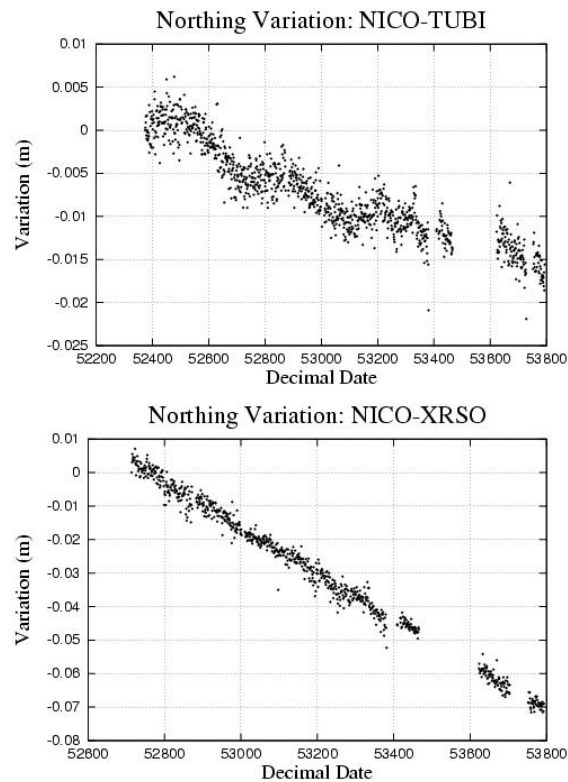 Northing Variation: NICO-TUBI
0.01
0.005
0
-0.005
-0.01
-0.015
-0.02
-0.025
Variation (m)
52200 52400 52600 52800 53000 53200 53400 53600 53800
Decimal Date
Northing Variation: NICO-XRSO
0.01
0
-0.01
-0.02
-0.03
-0.04
-0.05
-0.06
-0.07
-0.08
Variation (m)
52600 52800 53000 53200 53400 53600 53800
Decimal Date